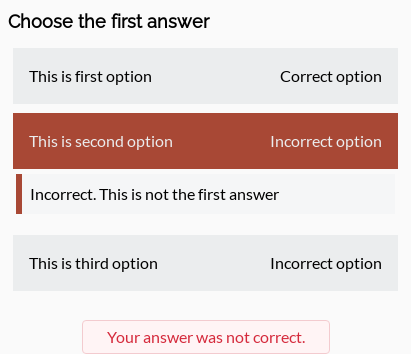 Choose the first answer
This is first option Correct option
This is second option Incorrect option
Incorrect. This is not the first answer
This is third option Incorrect option
Your answer was not correct.